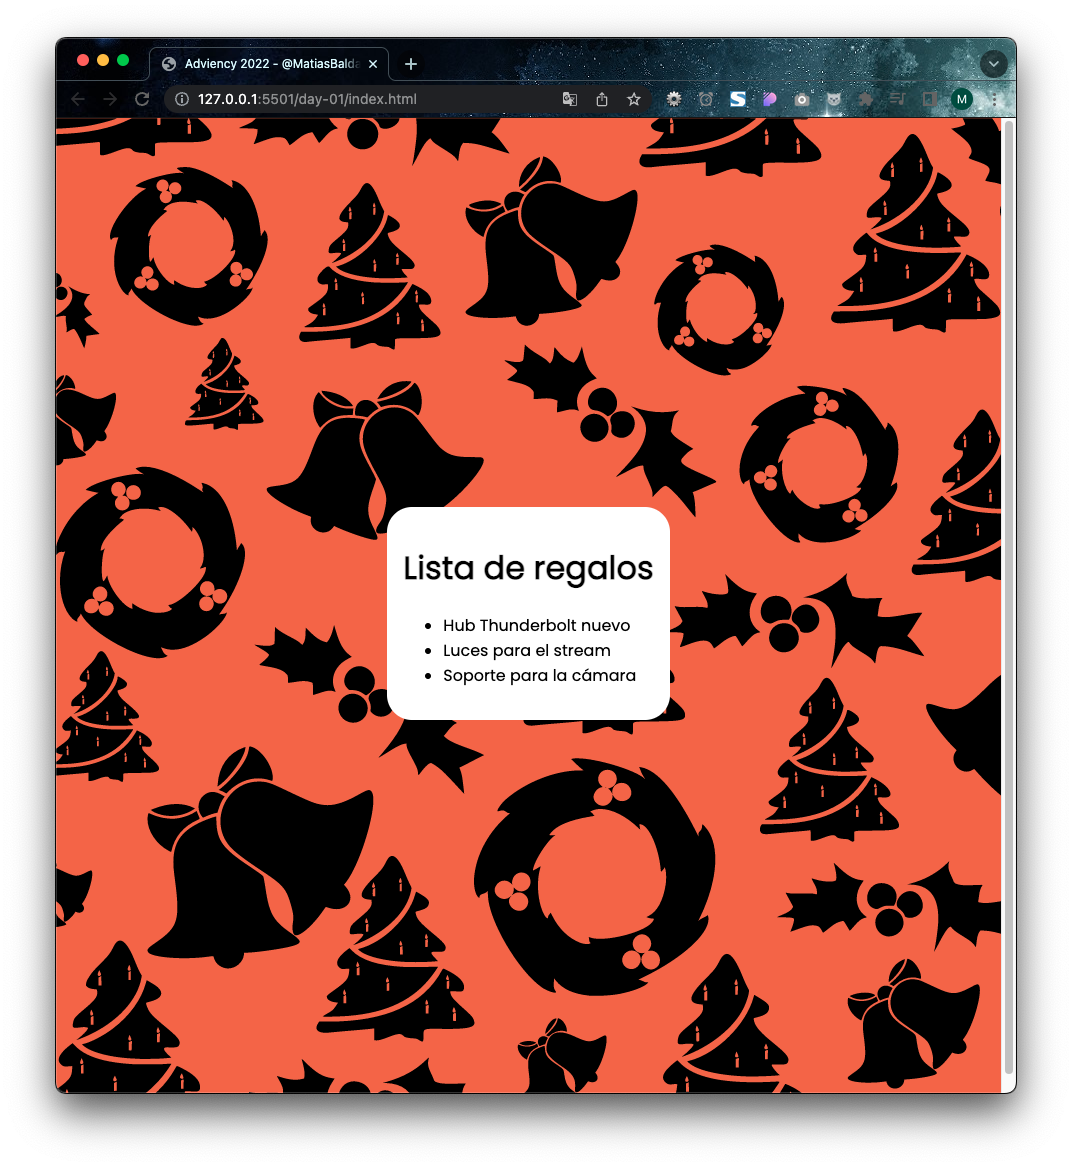 Adviency 2022 - @MatiasBalda
127.0.0.1:5501/day-01/index.html
M
Lista de regalos
Hub Thunderbolt nuevo
Luces para el stream
Soporte para la cámara